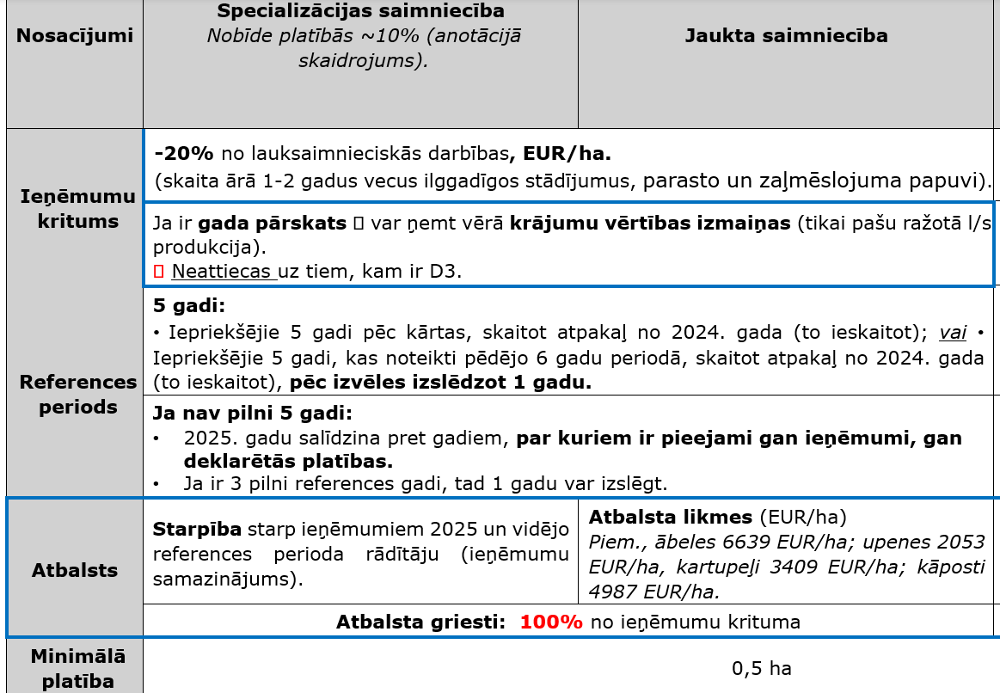 Nosacījumi
Specializācijas saimniecība
Nobīde platībās ~10% (anotācijā
skaidrojums).
Jaukta saimniecība
Ieņēmumu
kritums
-20% no lauksaimnieciskās darbības, EUR/ha.
(skaita ārā 1-2 gadus vecus ilggadīgos stādījumus, parasto un zaļmēslojuma papuvi).
Ja ir gada pārskats ▯ var ņemt vērā krājumu vērtības izmaiņas (tikai pašu ražotā l/s
produkcija).
▯ Neattiecas uz tiem, kam ir D3.
References
periods
5 gadi:
• Iepriekšējie 5 gadi pēc kārtas, skaitot atpakaļ no 2024. gada (to ieskaitot); vai •
Iepriekšējie 5 gadi, kas noteikti pēdējo 6 gadu periodā, skaitot atpakaļ no 2024. gada
(to ieskaitot), pēc izvēles izslēdzot 1 gadu.
Ja nav pilni 5 gadi:
• 2025. gadu salīdzina pret gadiem, par kuriem ir pieejami gan ieņēmumi, gan
deklarētās platības.
• Ja ir 3 pilni references gadi, tad 1 gadu var izslēgt.
Atbalsts
Starpība starp ieņēmumiem 2025 un vidējo
references perioda rādītāju (ieņēmumu
samazinājums).
Atbalsta likmes (EUR/ha)
Piem., ābeles 6639 EUR/ha; upenes 2053
EUR/ha, kartupeļi 3409 EUR/ha; kāposti
4987 EUR/ha.
Atbalsta griesti: 100% no ieņēmumu krituma
Minimālā
platība
0,5 ha